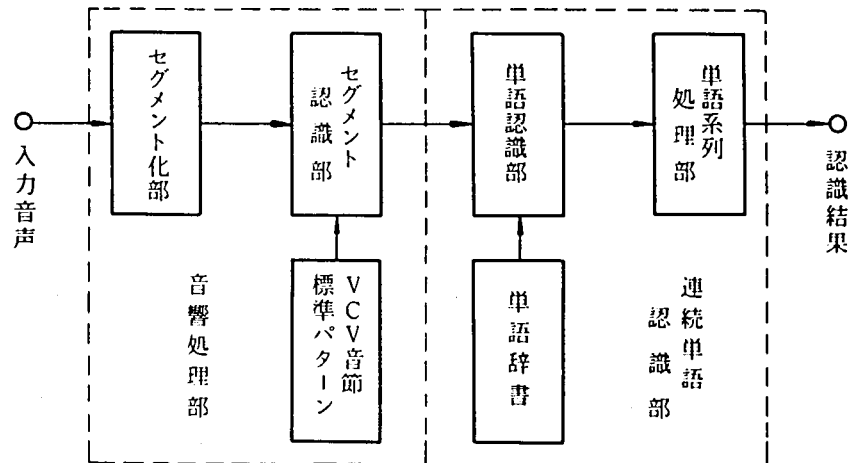 入力音声
セグメント化部
セグメント
認識部
VCV音節
標準パターン
音響処理部
単語認識部
単語辞書
単語系列
処理部
連続単語
認識部
認識結果